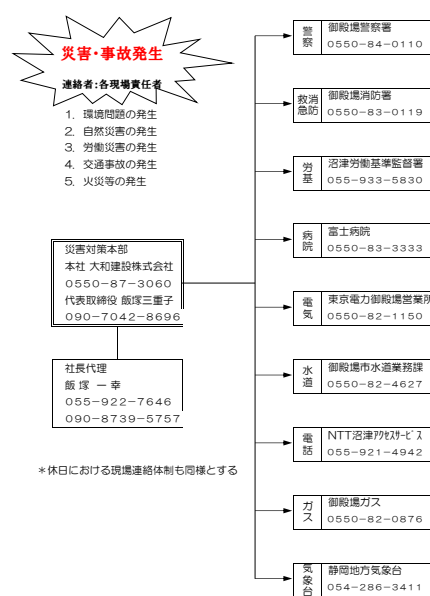 災害・事故発生
連絡者:各現場責任者
1. 環境問題の発生
2. 自然災害の発生
3. 労働災害の発生
4. 交通事故の発生
5. 火災等の発生
災害対策本部
本社 大和建設株式会社
0550-87-3060
代表取締役 飯塚三重子
090-7042-8696
社長代理
飯塚 一幸
055-922-7646
090-8739-5757
*休日における現場連絡体制も同様とする
警察
御殿場警察署
0550-84-0110
消防
救急
御殿場消防署
0550-83-0119
労基
沼津労働基準監督署
055-933-5830
病院
富士病院
0550-83-3333
電気
東京電力御殿場営業所
0550-82-1150
水道
御殿場市水道業務課
0550-82-4627
電話
NTT沼津アクセスサービス
055-921-4942
ガス
御殿場ガス
0550-82-0876
気象台
静岡地方気象台
054-286-3411